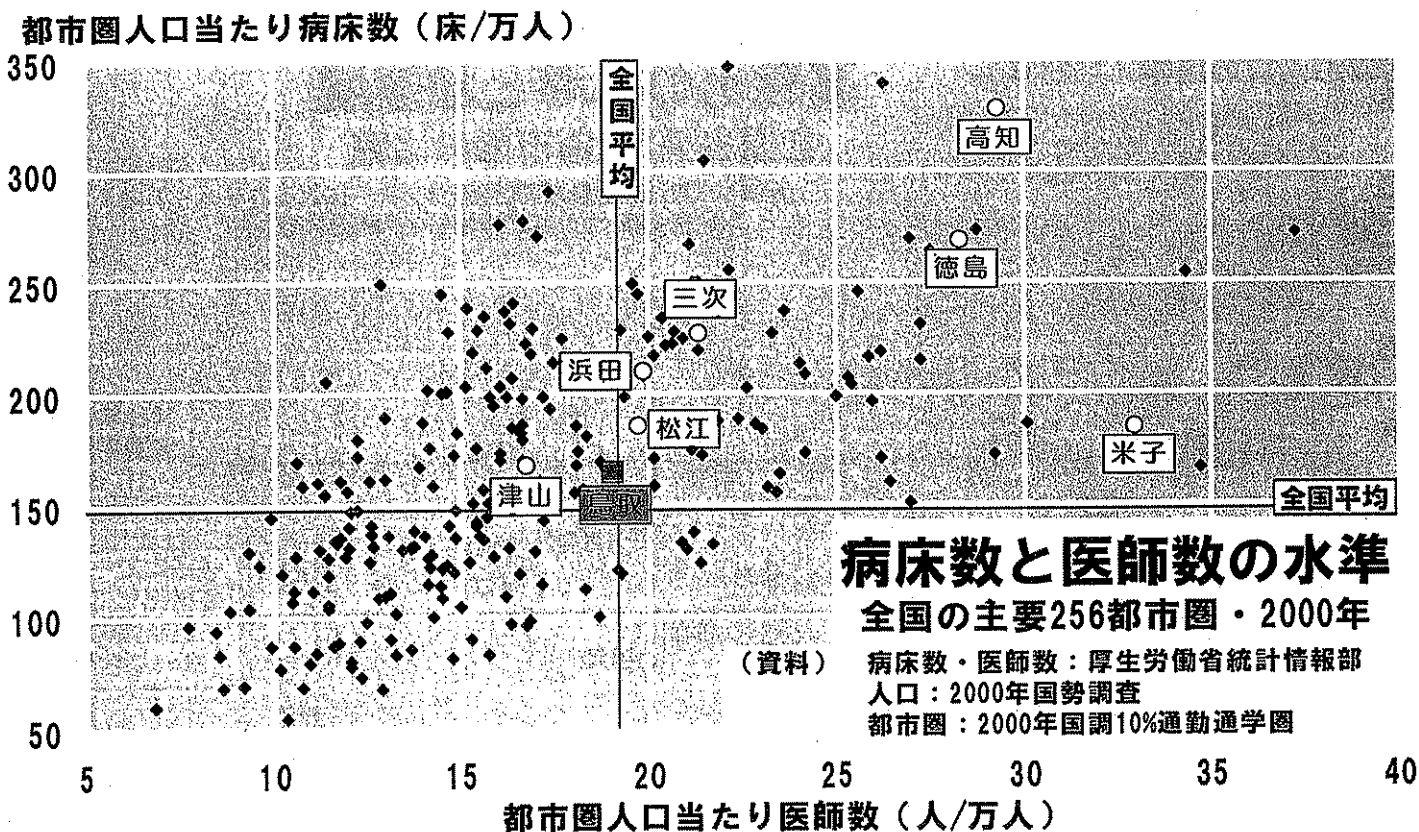 都市圏人口当たり病床数（床/万人）
350
300
250
200
150
100
50
全国平均
高知
徳島
三次
浜田
松江
米子
津山
鳥取
全国平均
病床数と医師数の水準
全国の主要256都市圏・2000年
（資料） 病床数・医師数：厚生労働省統計情報部
人口：2000年国勢調査
都市圏：2000年国調10%通勤通学圏
5 10 15 20 25 30 35 40
都市圏人口当たり医師数（人/万人）